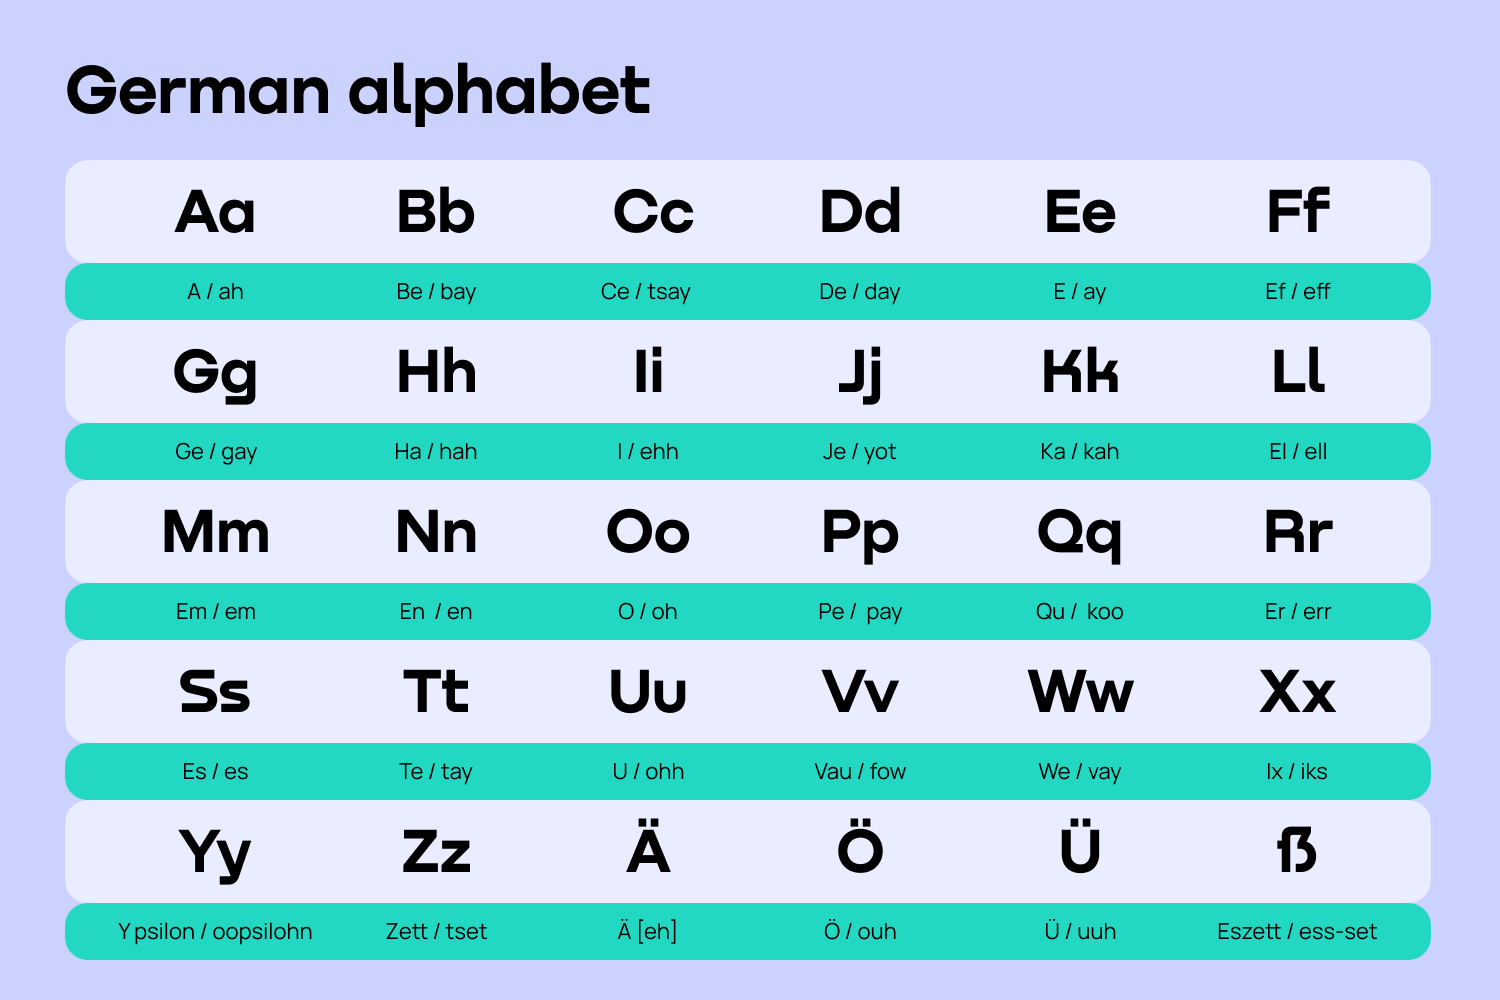 German alphabet
Aa Bb Cc Dd Ee Ff
A / ah Be / bay Ce / tsay De / day E / ay Ef / eff
Gg Hh Ii Jj Kk Ll
Ge / gay Ha / hah I / ehh Je / yot Ka / kah El / ell
Mm Nn Oo Pp Qq Rr
Em / em En / en O / oh Pe / pay Qu / koo Er / err
Ss Tt Uu Vv Ww Xx
Es / es Te / tay U / ohh Vau / fow We / vay Ix / iks
Yy Zz Ä Ö Ü ß
Y psilon / oopsilohn Zett / tset Ä [eh] Ö / ouh Ü / uuh Eszett / ess-set